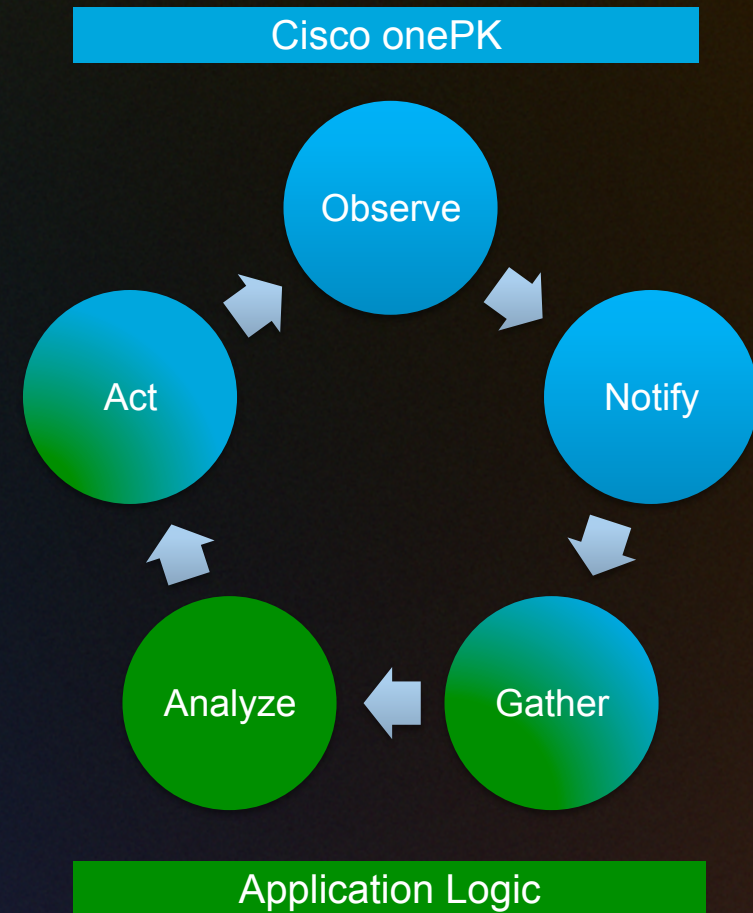 Cisco onePK
Observe
Act
Notify
Analyze
Gather
Application Logic